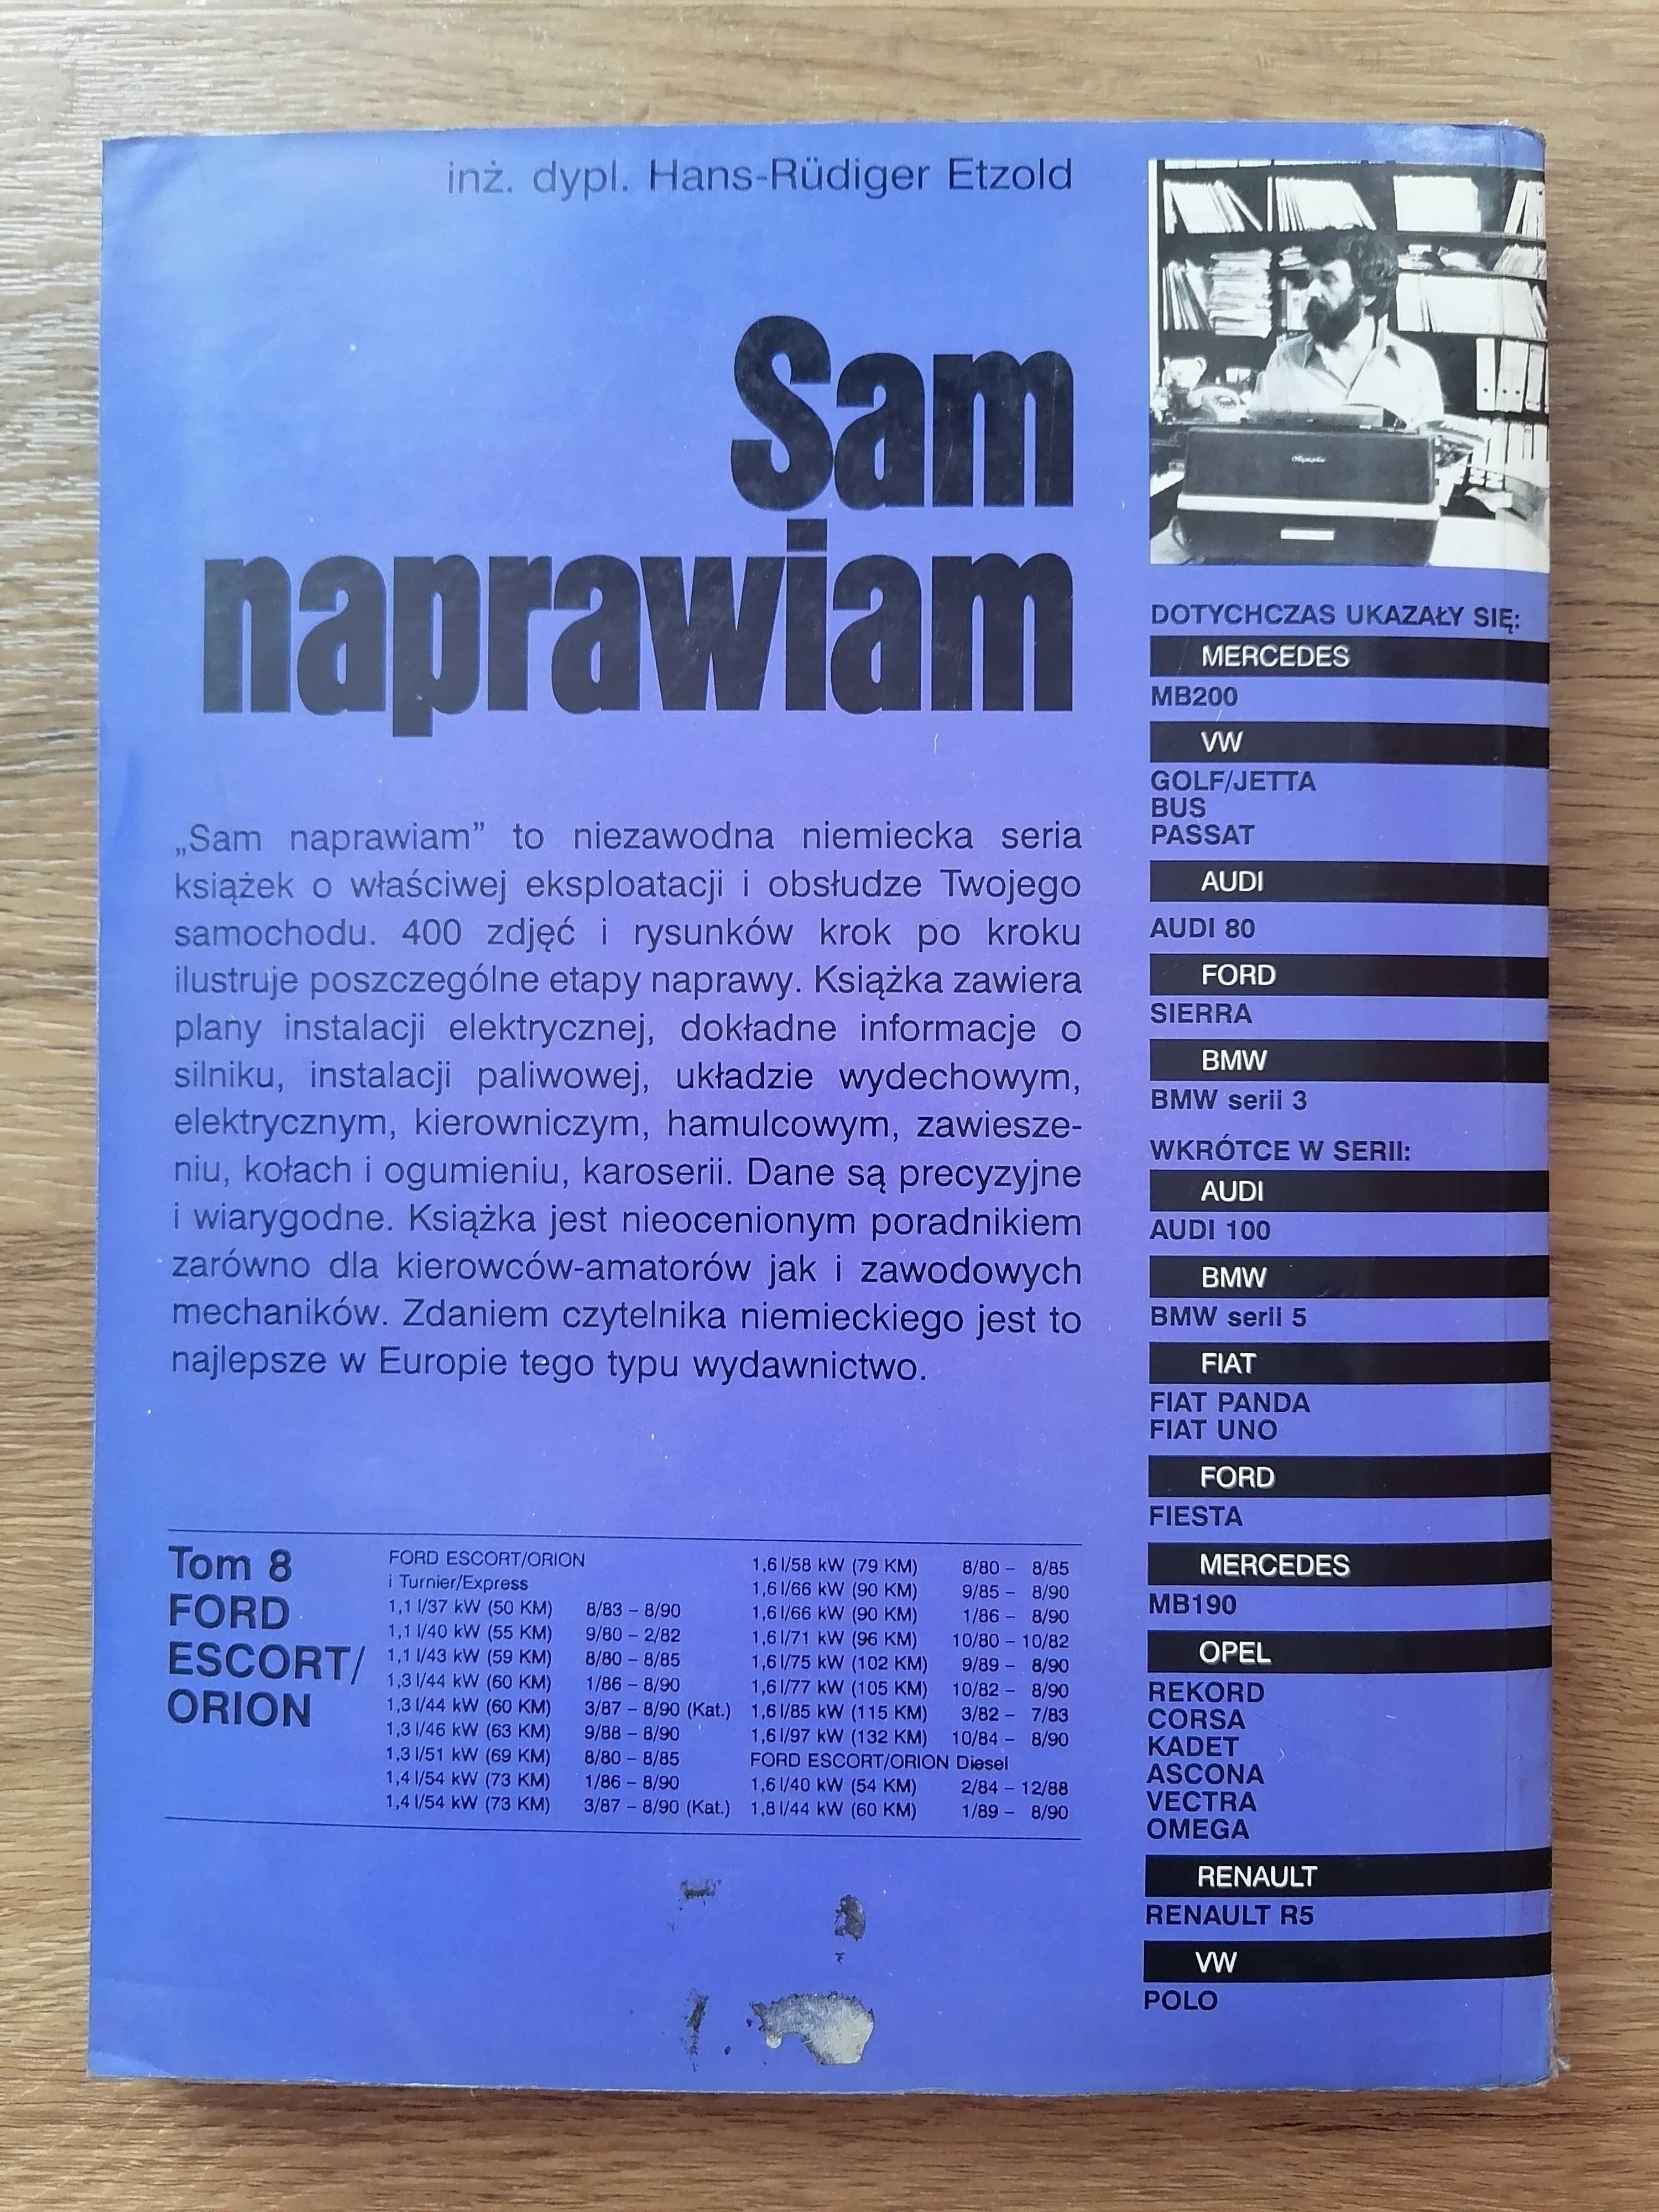 inż. dypl. Hans-Rüdiger Etzold
Sam
naprawiam
„Sam naprawiam” to niezawodna niemiecka seria
książek o właściwej eksploatacji i obsłudze Twojego
samochodu. 400 zdjęć i rysunków krok po kroku
ilustruje poszczególne etapy naprawy. Książka zawiera
plany instalacji elektrycznej, dokładne informacje o
silniku, instalacji paliwowej, układzie wydechowym,
elektrycznym, kierowniczym, hamulcowym, zawiesze-
niu, kołach i ogumieniu, karoserii. Dane są precyzyjne
i wiarygodne. Książka jest nieocenionym poradnikiem
zarówno dla kierowców-amatorów jak i zawodowych
mechaników. Zdaniem czytelnika niemieckiego jest to
najlepsze w Europie tego typu wydawnictwo.
Tom 8
FORD
ESCORT/
ORION
FORD ESCORT/ORION
i Turnier/Express
1,1 l/37 kW (50 KM) 8/83 – 8/90
1,1 l/40 kW (55 KM) 9/80 – 2/82
1,1 l/43 kW (59 KM) 8/80 – 8/85
1,3 l/44 kW (60 KM) 1/86 – 8/90
1,3 l/44 kW (60 KM) 3/87 – 8/90 (Kat.)
1,3 l/46 kW (63 KM) 9/88 – 8/90
1,3 l/51 kW (69 KM) 8/80 – 8/85
1,4 l/54 kW (73 KM) 1/86 – 8/90
1,4 l/54 kW (73 KM) 3/87 – 8/90 (Kat.)
1,6 l/58 kW (79 KM) 8/80 – 8/85
1,6 l/66 kW (90 KM) 9/85 – 8/90
1,6 l/66 kW (90 KM) 1/86 – 8/90
1,6 l/71 kW (96 KM) 10/80 – 10/82
1,6 l/75 kW (102 KM) 9/89 – 8/90
1,6 l/77 kW (105 KM) 10/82 – 8/90
1,6 l/85 kW (115 KM) 3/82 – 7/83
1,6 l/97 kW (132 KM) 10/84 – 8/90
FORD ESCORT/ORION Diesel
1,6 l/40 kW (54 KM) 2/84 – 12/88
1,8 l/44 kW (60 KM) 1/89 – 8/90
Olympia
DOTYCHCZAS UKAZAŁY SIĘ:
MERCEDES
MB200
VW
GOLF/JETTA
BUS
PASSAT
AUDI
AUDI 80
FORD
SIERRA
BMW
BMW serii 3
WKRÓTCE W SERII:
AUDI
AUDI 100
BMW
BMW serii 5
FIAT
FIAT PANDA
FIAT UNO
FORD
FIESTA
MERCEDES
MB190
OPEL
REKORD
CORSA
KADET
ASCONA
VECTRA
OMEGA
RENAULT
RENAULT R5
VW
POLO